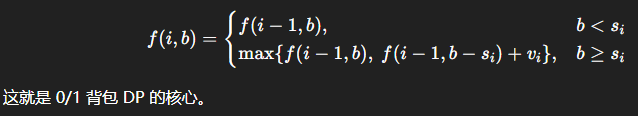 f(i, b) = { f(i − 1, b), b < s_i
max{f(i − 1, b), f(i − 1, b − s_i) + v_i}, b ≥ s_i
这就是 0/1 背包 DP 的核心。